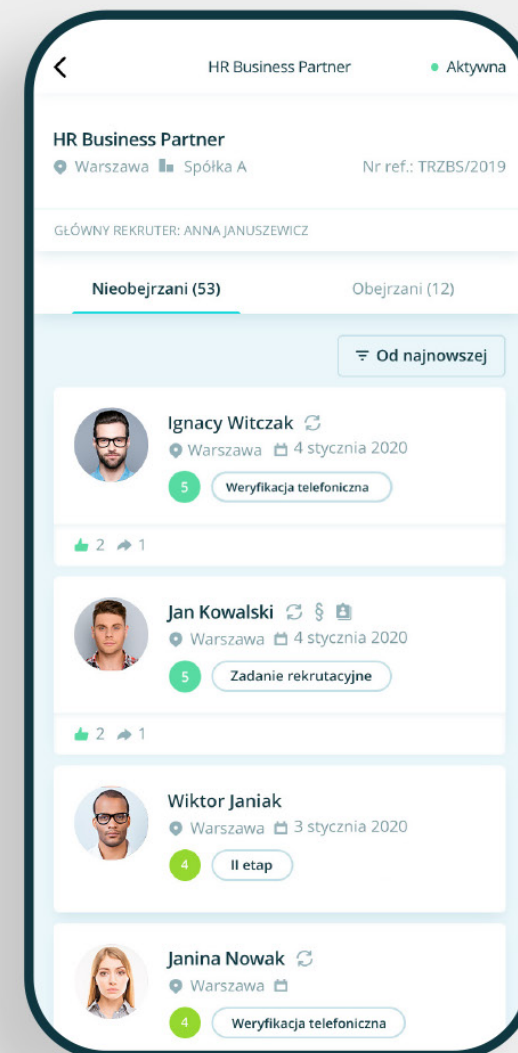 HR Business Partner Aktywna
HR Business Partner
Warszawa Spółka A Nr ref.: TRZBS/2019
GŁÓWNY REKRUTER: ANNA JANUSZEWICZ
Nieobejrzani (53) Obejrzani (12)
Od najnowszej
Ignacy Witczak
Warszawa 4 stycznia 2020
5 Weryfikacja telefoniczna
2 1
Jan Kowalski §
Warszawa 4 stycznia 2020
5 Zadanie rekrutacyjne
2 1
Wiktor Janiak
Warszawa 3 stycznia 2020
4 II etap
Janina Nowak
Warszawa
4 Weryfikacja telefoniczna